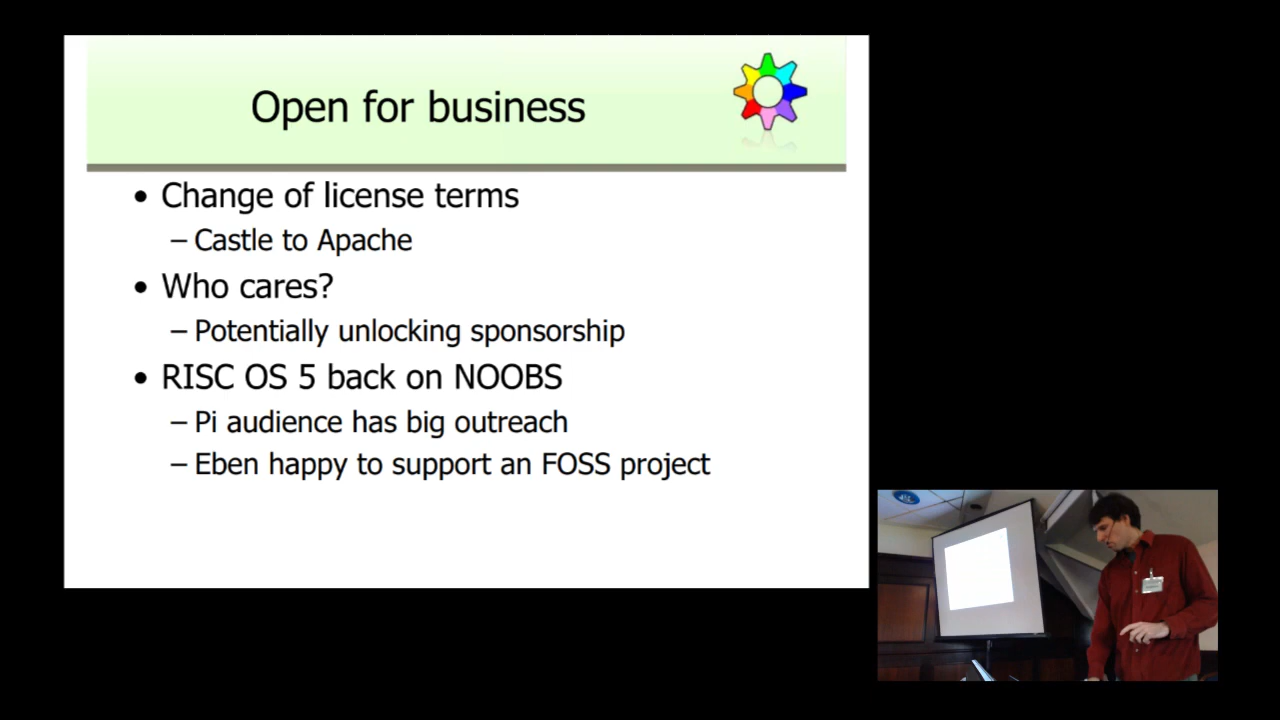 Open for business
• Change of license terms
– Castle to Apache
• Who cares?
– Potentially unlocking sponsorship
• RISC OS 5 back on NOOBS
– Pi audience has big outreach
– Eben happy to support an FOSS project